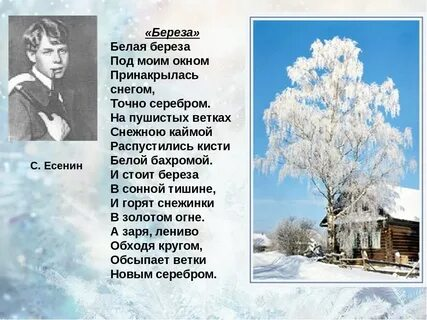 «Береза»
Белая береза
Под моим окном
Принакрылась
снегом,
Точно серебром.
На пушистых ветках
Снежною каймой
Распустились кисти
Белой бахромой.
И стоит береза
В сонной тишине,
И горят снежинки
В золотом огне.
А заря, лениво
Обходя кругом,
Обсыпает ветки
Новым серебром.
С. Есенин